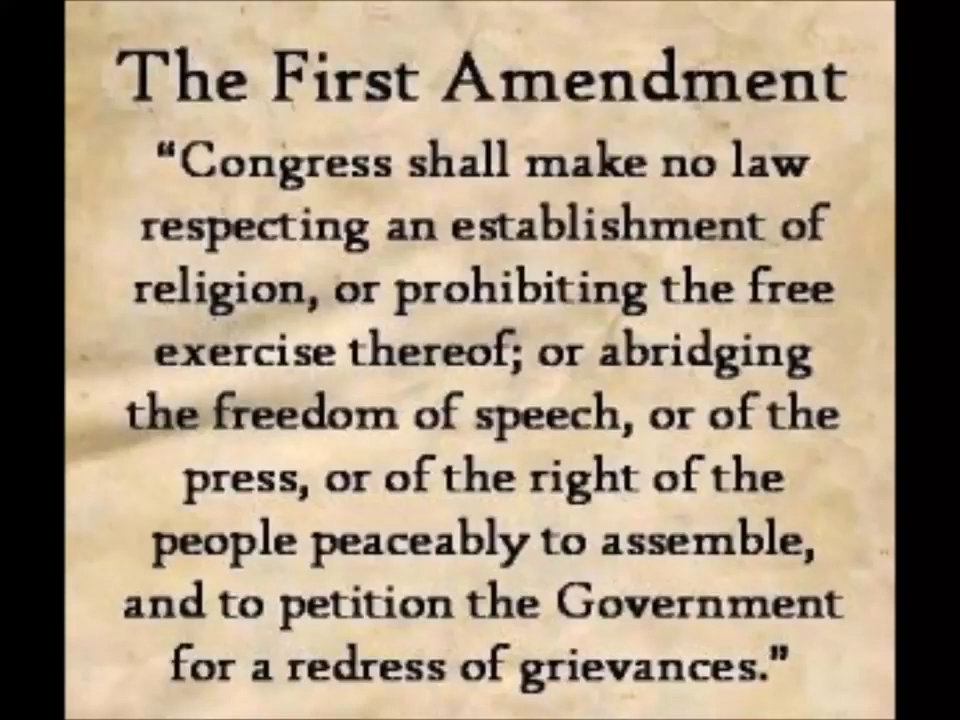 The First Amendment
“Congress shall make no law
respecting an establishment of
religion, or prohibiting the free
exercise thereof; or abridging
the freedom of speech, or of the
press, or of the right of the
people peaceably to assemble,
and to petition the Government
for a redress of grievances.”